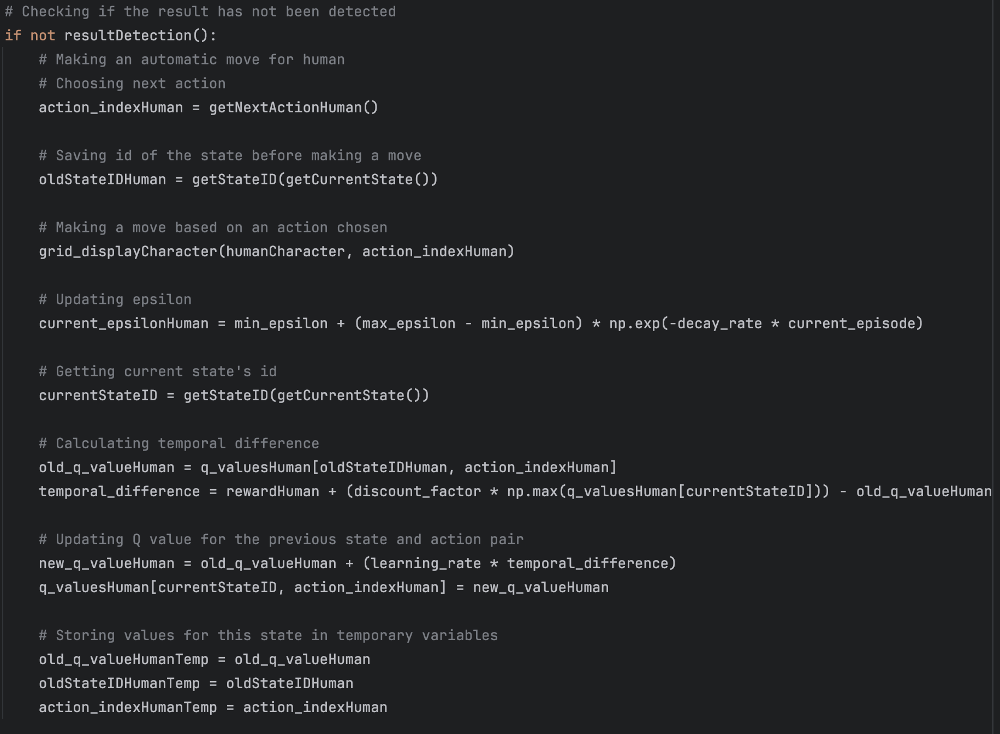 # Checking if the result has not been detected
if not resultDetection():
    # Making an automatic move for human
    # Choosing next action
    action_indexHuman = getNextActionHuman()

    # Saving id of the state before making a move
    oldStateIDHuman = getStateID(getCurrentState())

    # Making a move based on an action chosen
    grid_displayCharacter(humanCharacter, action_indexHuman)

    # Updating epsilon
    current_epsilonHuman = min_epsilon + (max_epsilon - min_epsilon) * np.exp(-decay_rate * current_episode)

    # Getting current state's id
    currentStateID = getStateID(getCurrentState())

    # Calculating temporal difference
    old_q_valueHuman = q_valuesHuman[oldStateIDHuman, action_indexHuman]
    temporal_difference = rewardHuman + (discount_factor * np.max(q_valuesHuman[currentStateID])) - old_q_valueHuman

    # Updating Q value for the previous state and action pair
    new_q_valueHuman = old_q_valueHuman + (learning_rate * temporal_difference)
    q_valuesHuman[currentStateID, action_indexHuman] = new_q_valueHuman

    # Storing values for this state in temporary variables
    old_q_valueHumanTemp = old_q_valueHuman
    oldStateIDHumanTemp = oldStateIDHuman
    action_indexHumanTemp = action_indexHuman